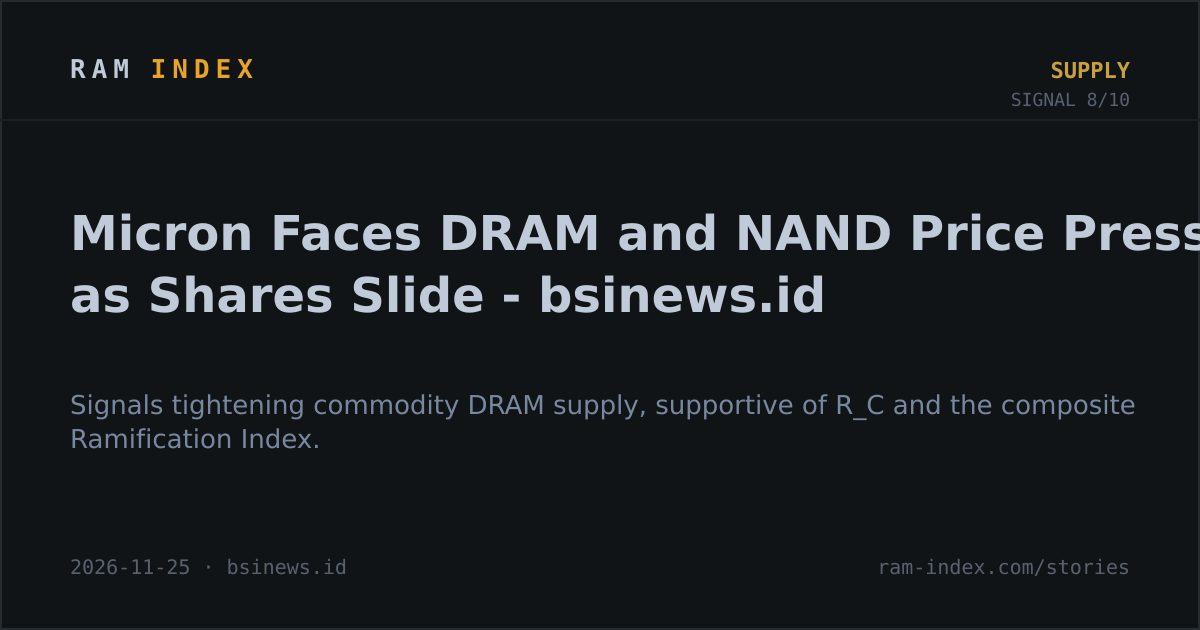 RAM INDEX
SUPPLY
SIGNAL 8/10
Micron Faces DRAM and NAND Price Press
as Shares Slide - bsinews.id
Signals tightening commodity DRAM supply, supportive of R_C and the composite
Ramification Index.
2026-11-25 · bsinews.id
ram-index.com/stories